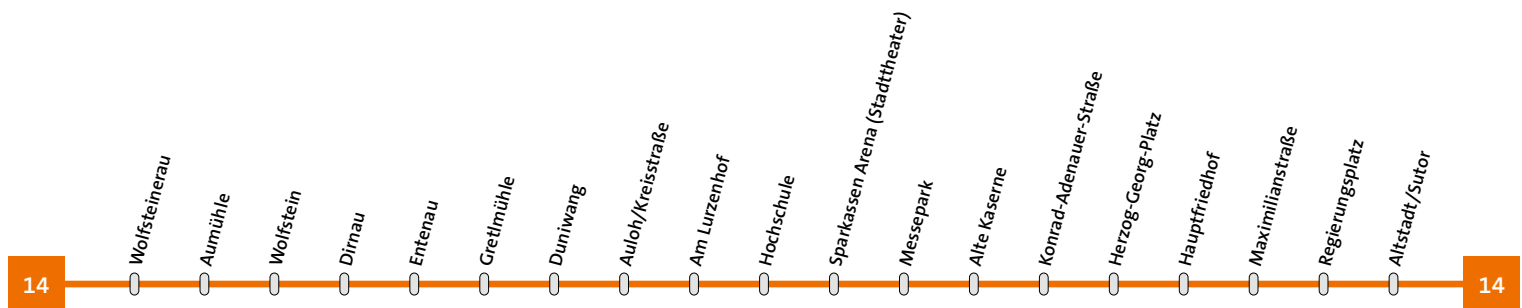 Wolfsteinerau
Aumühle
Wolfstein
Dirnau
Entenau
Gretlmühle
Duniwang
Auloh/Kreisstraße
Am Lurzenhof
Hochschule
Sparkassen Arena (Stadttheater)
Messepark
Alte Kaserne
Konrad-Adenauer-Straße
Herzog-Georg-Platz
Hauptfriedhof
Maximilianstraße
Regierungsplatz
Altstadt/Sutor
14
14